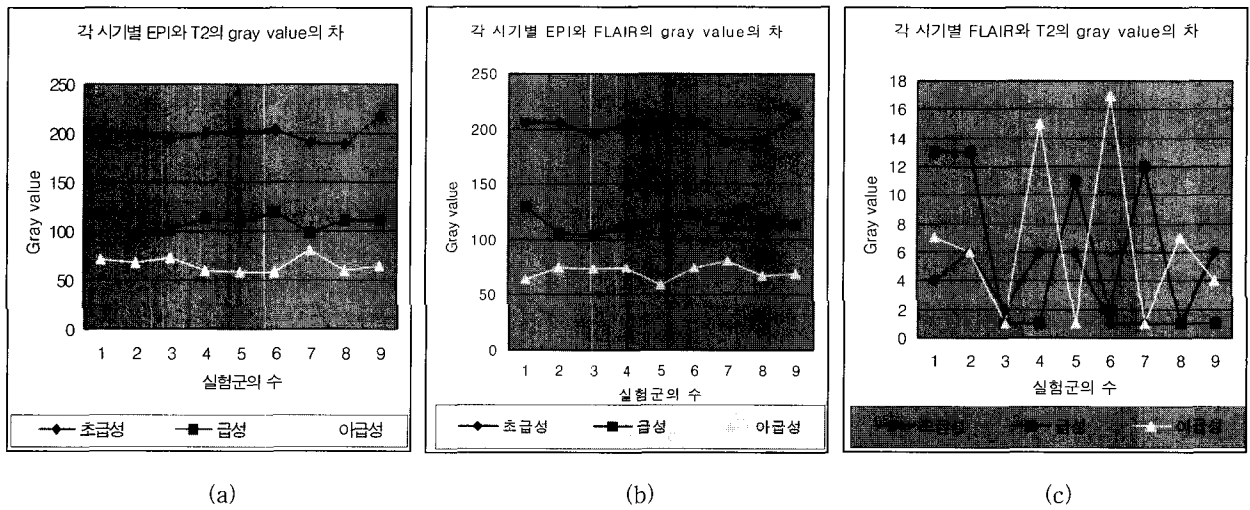 각 시기별 EPI와 T2의 gray value의 차
Gray value
250
200
150
100
50
0
1 2 3 4 5 6 7 8 9
실험군의 수
초급성 급성 아급성
(a)
각 시기별 EPI와 FLAIR의 gray value의 차
Gray value
250
200
150
100
50
0
1 2 3 4 5 6 7 8 9
실험군의 수
초급성 급성 아급성
(b)
각 시기별 FLAIR와 T2의 gray value의 차
Gray value
18
16
14
12
10
8
6
4
2
0
1 2 3 4 5 6 7 8 9
실험군의 수
초급성 급성 아급성
(c)